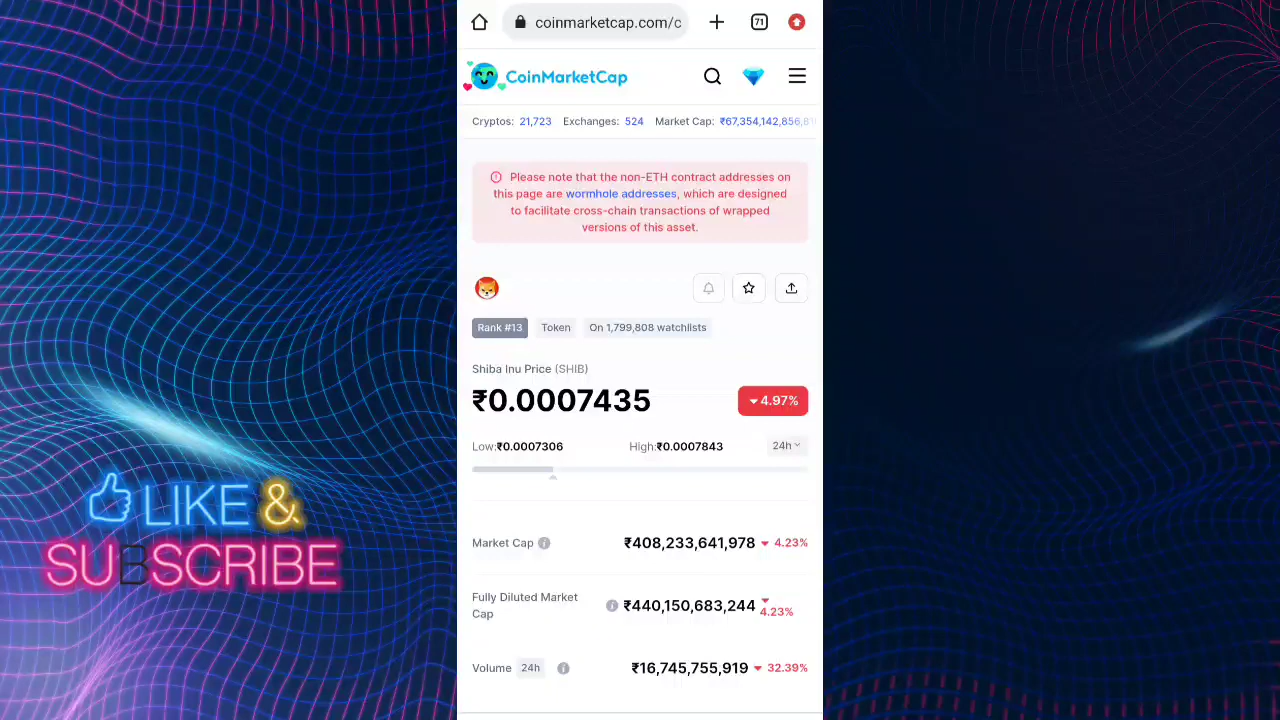 coinmarketcap.com/c
71
CoinMarketCap
Cryptos: 21,723 Exchanges: 524 Market Cap: ₹67,354,142,856,81
Please note that the non-ETH contract addresses on
this page are wormhole addresses, which are designed
to facilitate cross-chain transactions of wrapped
versions of this asset.
Rank #13 Token On 1,799,808 watchlists
Shiba Inu Price (SHIB)
₹0.0007435 4.97%
Low:₹0.0007306 High:₹0.0007843 24h
Market Cap ₹408,233,641,978 4.23%
Fully Diluted Market
Cap
₹440,150,683,244
4.23%
Volume 24h ₹16,745,755,919 32.39%
LIKE &
SUBSCRIBE